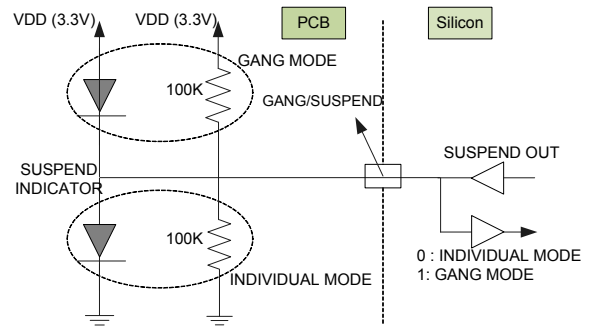 VDD (3.3V) VDD (3.3V)
PCB
Silicon
GANG MODE
100K
GANG/SUSPEND
SUSPEND OUT
SUSPEND
INDICATOR
100K
0 : INDIVIDUAL MODE
1: GANG MODE
INDIVIDUAL MODE